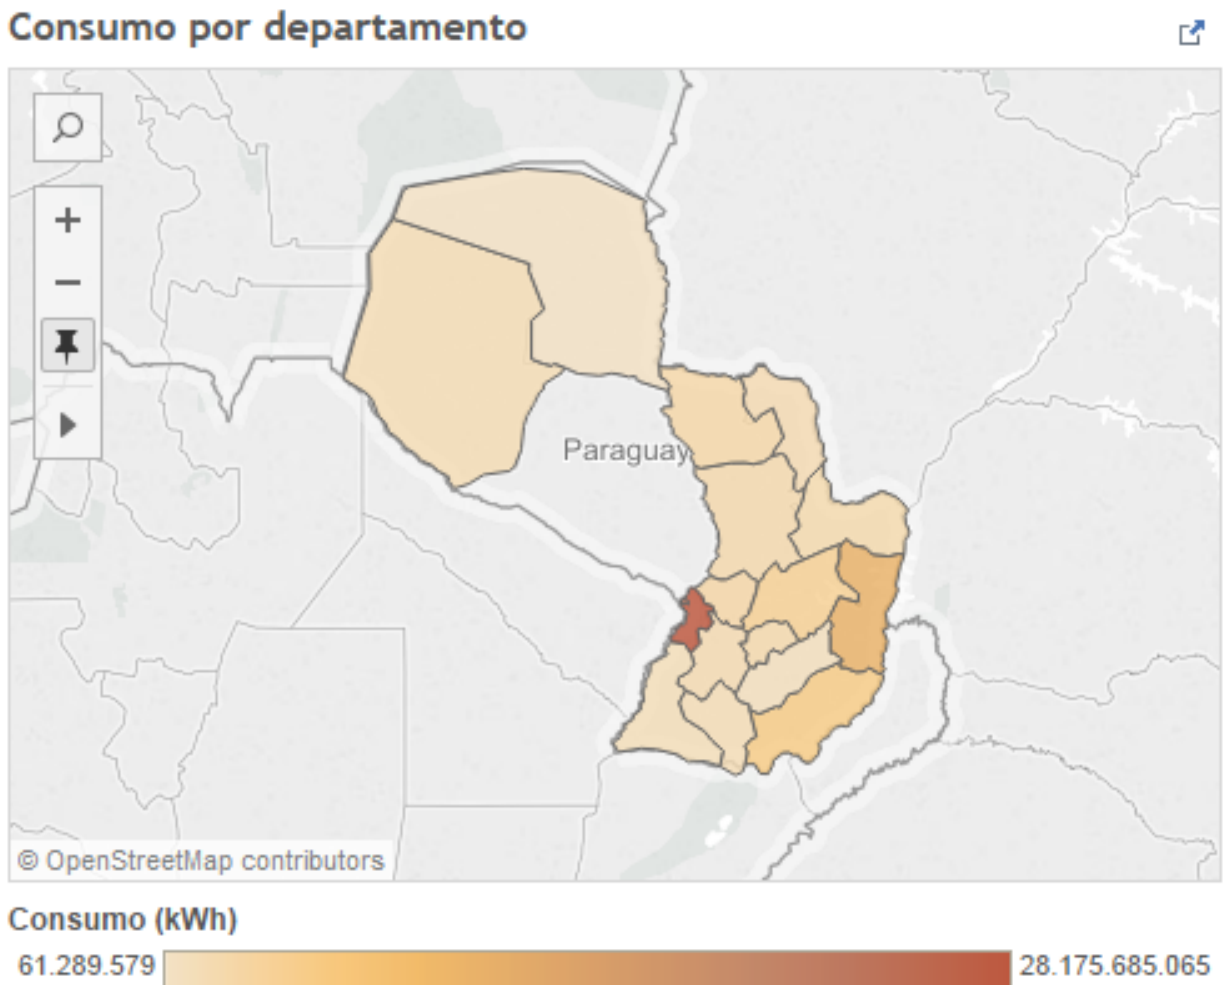 Consumo por departamento
Paraguay
© OpenStreetMap contributors
Consumo (kWh)
61.289.579 28.175.685.065